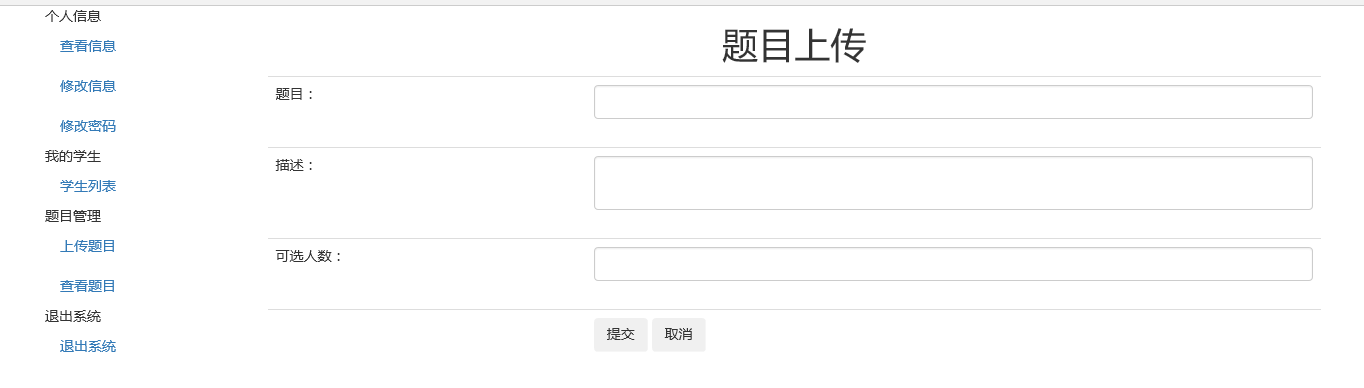 个人信息
查看信息
修改信息
修改密码
我的学生
学生列表
题目管理
上传题目
查看题目
退出系统
退出系统
题目上传
题目：
描述：
可选人数：
提交 取消